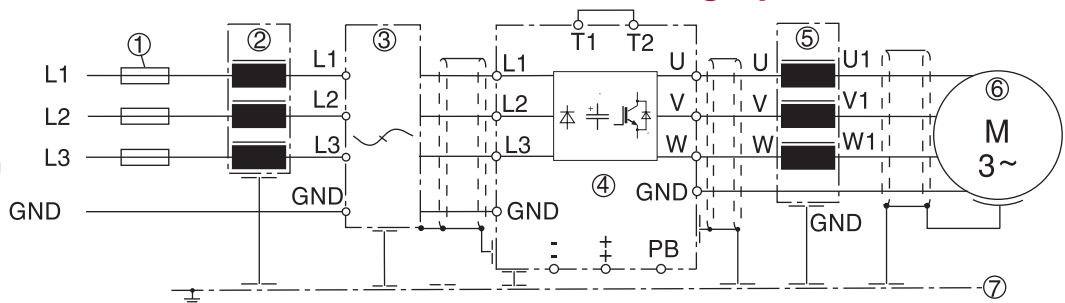 T1 T2
① ② ③ ⑤
L1 L1 L1 U U U1 ⑥
L2 L2 L2 V V V1 M
L3 L3 L3 W W W1 3~
④
GND GND GND GND GND
- + PB
⑦